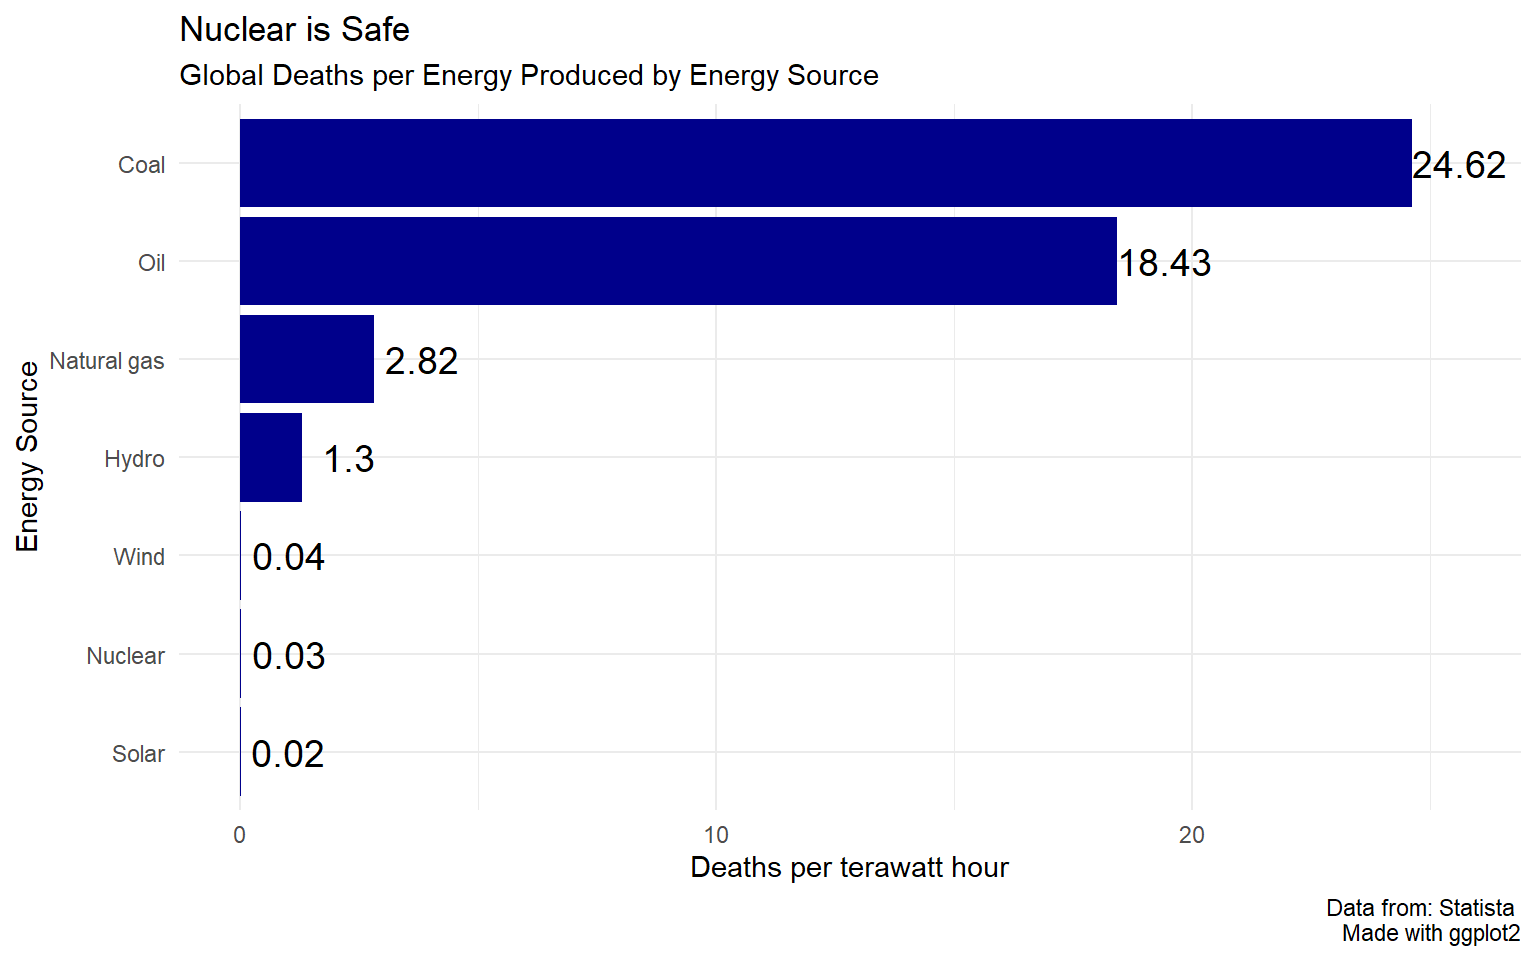 Nuclear is Safe
Global Deaths per Energy Produced by Energy Source
Energy Source
Coal
24.62
Oil
18.43
Natural gas
2.82
Hydro
1.3
Wind
0.04
Nuclear
0.03
Solar
0.02
0
10
20
Deaths per terawatt hour
Data from: Statista
Made with ggplot2